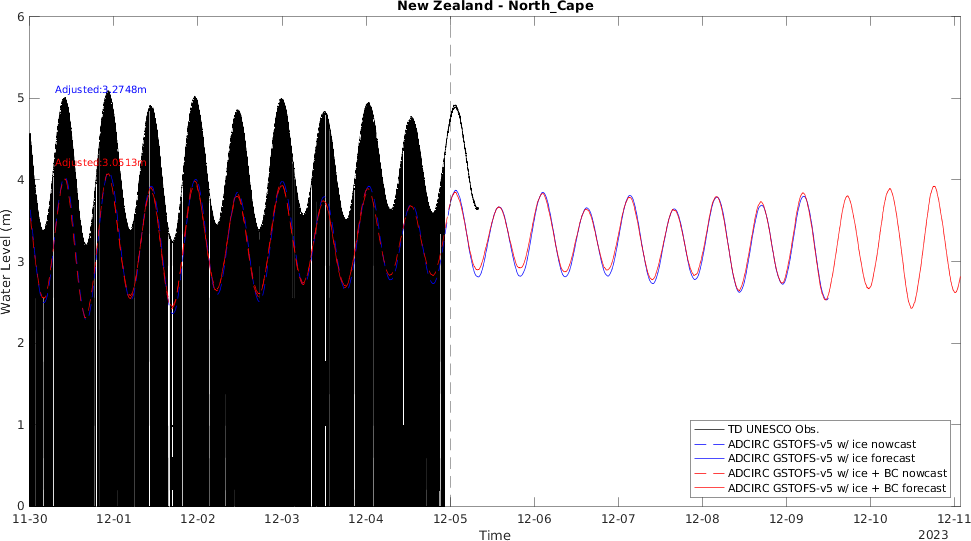 New Zealand - North_Cape
6
5
4
3
2
1
0
Water Level (m)
Adjusted:3.2748m
Adjusted:3.0513m
TD UNESCO Obs.
ADCIRC GSTOFS-v5 w/ ice nowcast
ADCIRC GSTOFS-v5 w/ ice forecast
ADCIRC GSTOFS-v5 w/ ice + BC nowcast
ADCIRC GSTOFS-v5 w/ ice + BC forecast
11-30 12-01 12-02 12-03 12-04 12-05 12-06 12-07 12-08 12-09 12-10 12-11
Time
2023